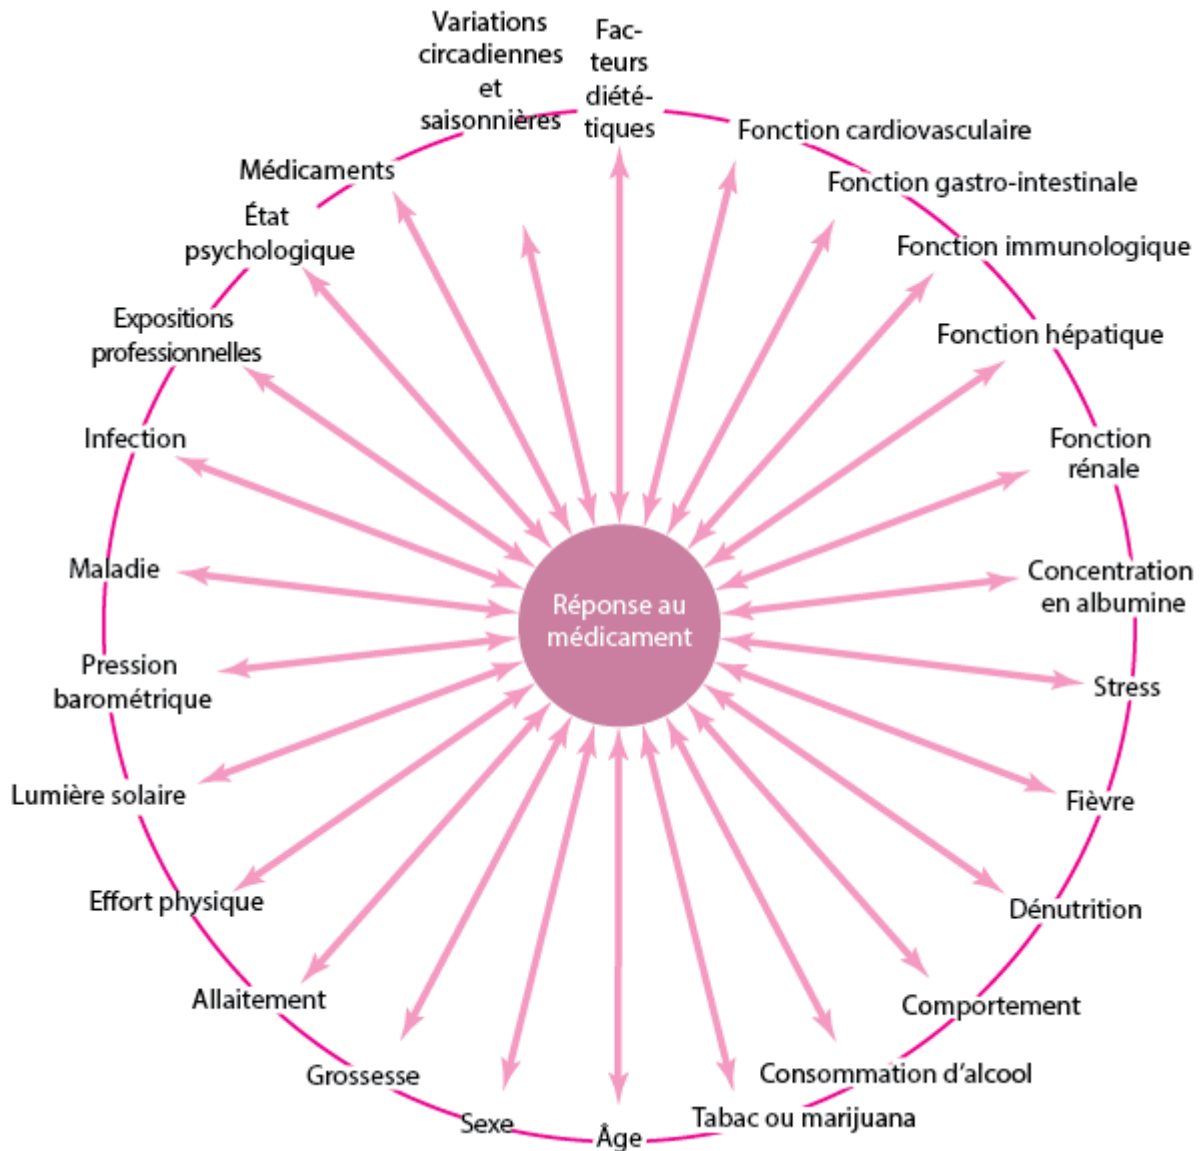 Variations
circadiennes
et
saisonnières
Fac-
teurs
diété-
tiques
Fonction cardiovasculaire
Fonction gastro-intestinale
Fonction immunologique
Fonction hépatique
Fonction
rénale
Concentration
en albumine
Stress
Fièvre
Dénutrition
Comportement
Consommation d'alcool
Tabac ou marijuana
Âge
Sexe
Grossesse
Allaitement
Effort physique
Lumière solaire
Pression
barométrique
Maladie
Infection
Expositions
professionnelles
État
psychologique
Médicaments
Réponse au
médicament